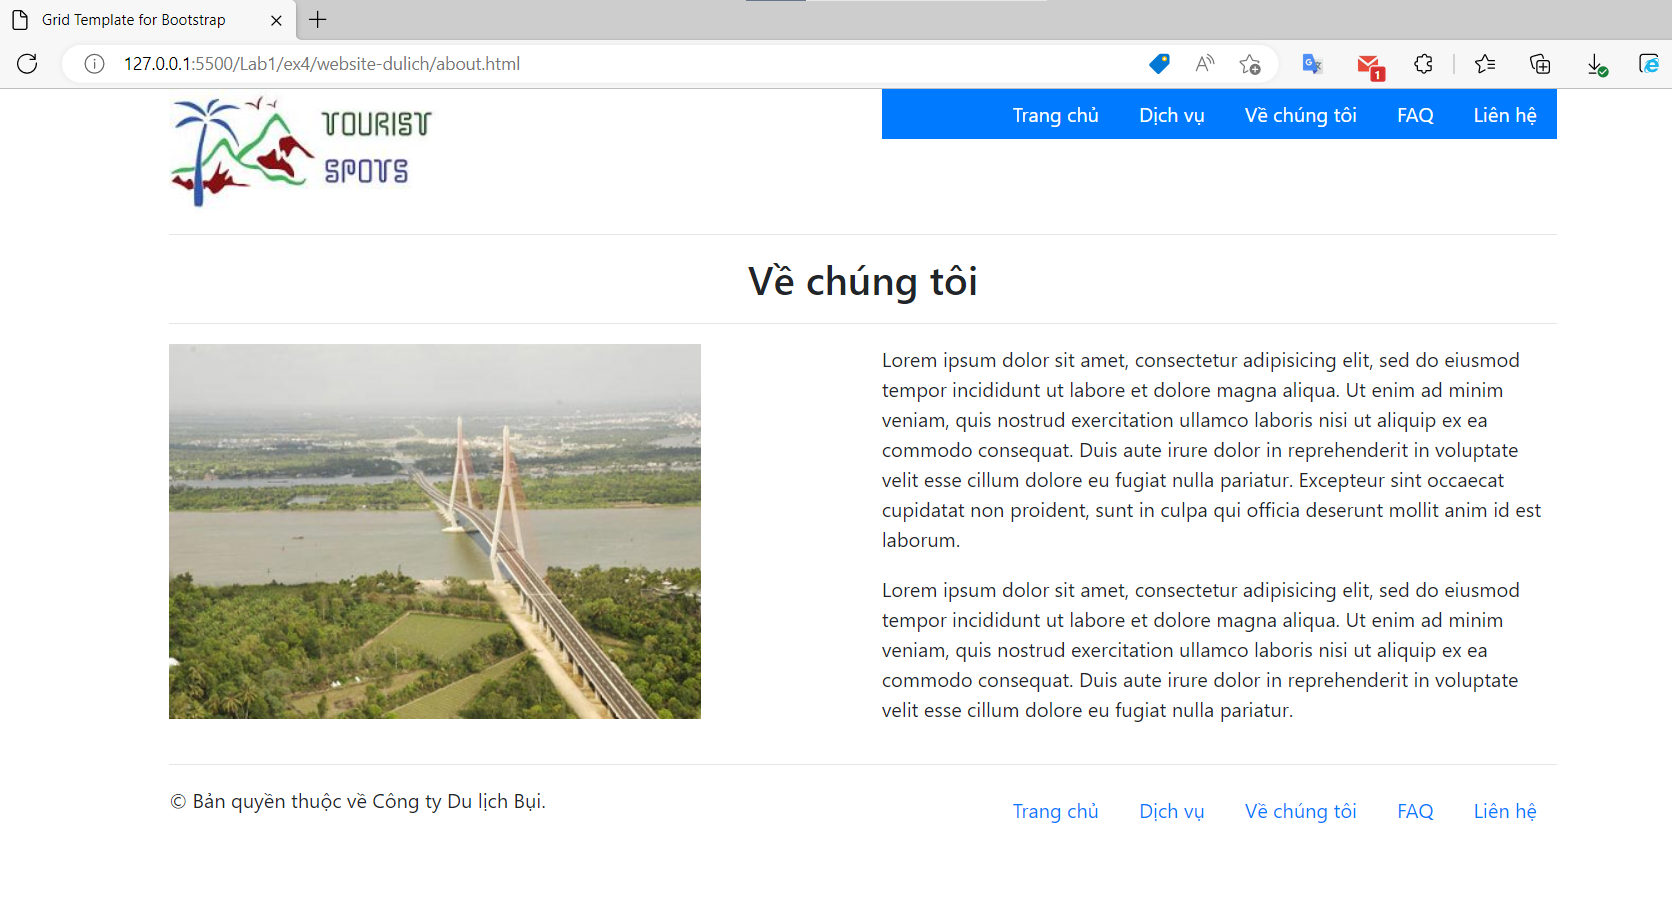 Grid Template for Bootstrap
127.0.0.1:5500/Lab1/ex4/website-dulich/about.html
1
TOURIST
SPOTS
Trang chủ Dịch vụ Về chúng tôi FAQ Liên hệ
Về chúng tôi
Lorem ipsum dolor sit amet, consectetur adipisicing elit, sed do eiusmod
tempor incididunt ut labore et dolore magna aliqua. Ut enim ad minim
veniam, quis nostrud exercitation ullamco laboris nisi ut aliquip ex ea
commodo consequat. Duis aute irure dolor in reprehenderit in voluptate
velit esse cillum dolore eu fugiat nulla pariatur. Excepteur sint occaecat
cupidatat non proident, sunt in culpa qui officia deserunt mollit anim id est
laborum.
Lorem ipsum dolor sit amet, consectetur adipisicing elit, sed do eiusmod
tempor incididunt ut labore et dolore magna aliqua. Ut enim ad minim
veniam, quis nostrud exercitation ullamco laboris nisi ut aliquip ex ea
commodo consequat. Duis aute irure dolor in reprehenderit in voluptate
velit esse cillum dolore eu fugiat nulla pariatur.
© Bản quyền thuộc về Công ty Du lịch Bụi.
Trang chủ Dịch vụ Về chúng tôi FAQ Liên hệ